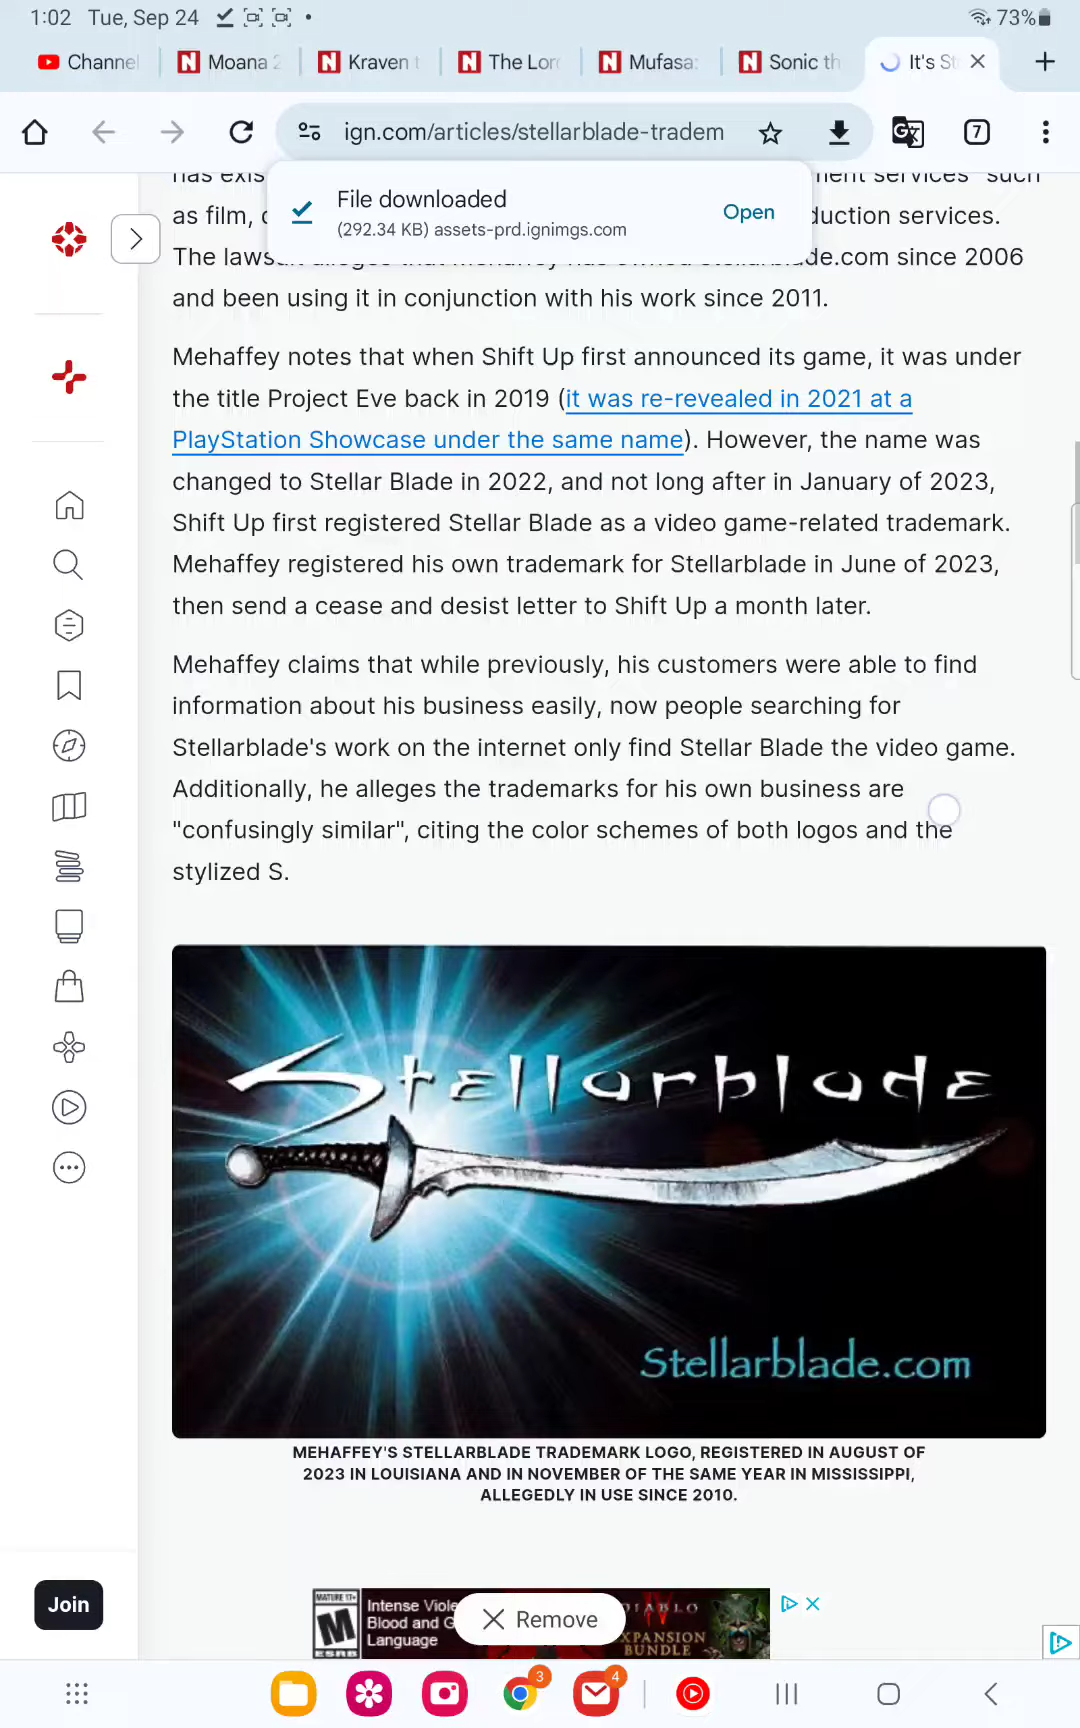 1:02 Tue, Sep 24
73%
Channe
Moana 2
Kraven t
The Lor
Mufasa:
Sonic th
It's St
ign.com/articles/stellarblade-tradem
7
File downloaded
(292.34 KB) assets-prd.ignimgs.com
Open
has exis
such
as film,
duction services.
The laws
de.com since 2006
and been using it in conjunction with his work since 2011.
Mehaffey notes that when Shift Up first announced its game, it was under
the title Project Eve back in 2019 (it was re-revealed in 2021 at a
PlayStation Showcase under the same name). However, the name was
changed to Stellar Blade in 2022, and not long after in January of 2023,
Shift Up first registered Stellar Blade as a video game-related trademark.
Mehaffey registered his own trademark for Stellarblade in June of 2023,
then send a cease and desist letter to Shift Up a month later.
Mehaffey claims that while previously, his customers were able to find
information about his business easily, now people searching for
Stellarblade's work on the internet only find Stellar Blade the video game.
Additionally, he alleges the trademarks for his own business are
"confusingly similar", citing the color schemes of both logos and the
stylized S.
Stellarblade
Stellarblade.com
MEHAFFEY'S STELLARBLADE TRADEMARK LOGO, REGISTERED IN AUGUST OF
2023 IN LOUISIANA AND IN NOVEMBER OF THE SAME YEAR IN MISSISSIPPI,
ALLEGEDLY IN USE SINCE 2010.
Join
MATURE 17+
M
ESRB
Intense Viole
Blood and G
Language
Remove
DIABLO
IV
XPANSION
BUNDLE
3
4